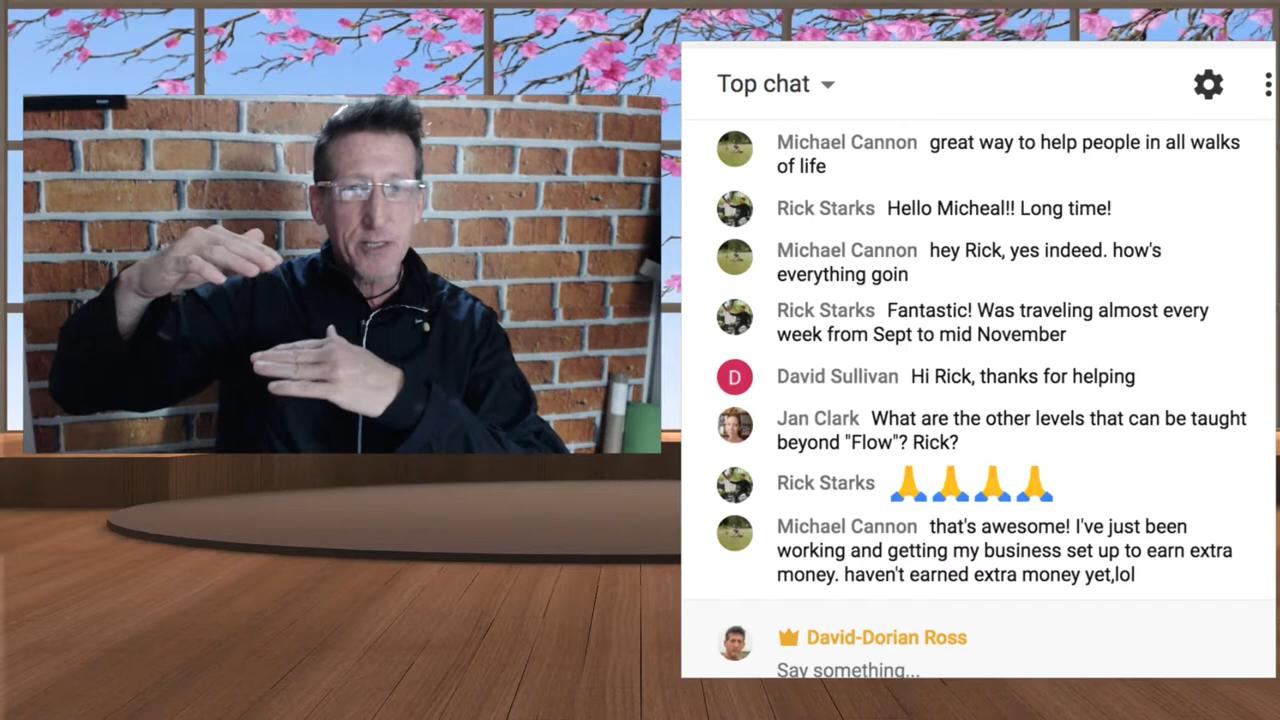 Top chat
Michael Cannon great way to help people in all walks
of life
Rick Starks Hello Micheal!! Long time!
Michael Cannon hey Rick, yes indeed. how's
everything goin
Rick Starks Fantastic! Was traveling almost every
week from Sept to mid November
D
David Sullivan Hi Rick, thanks for helping
Jan Clark What are the other levels that can be taught
beyond "Flow"? Rick?
Rick Starks 🙏🙏🙏🙏
Michael Cannon that's awesome! I've just been
working and getting my business set up to earn extra
money. haven't earned extra money yet,lol
David-Dorian Ross
Say something...